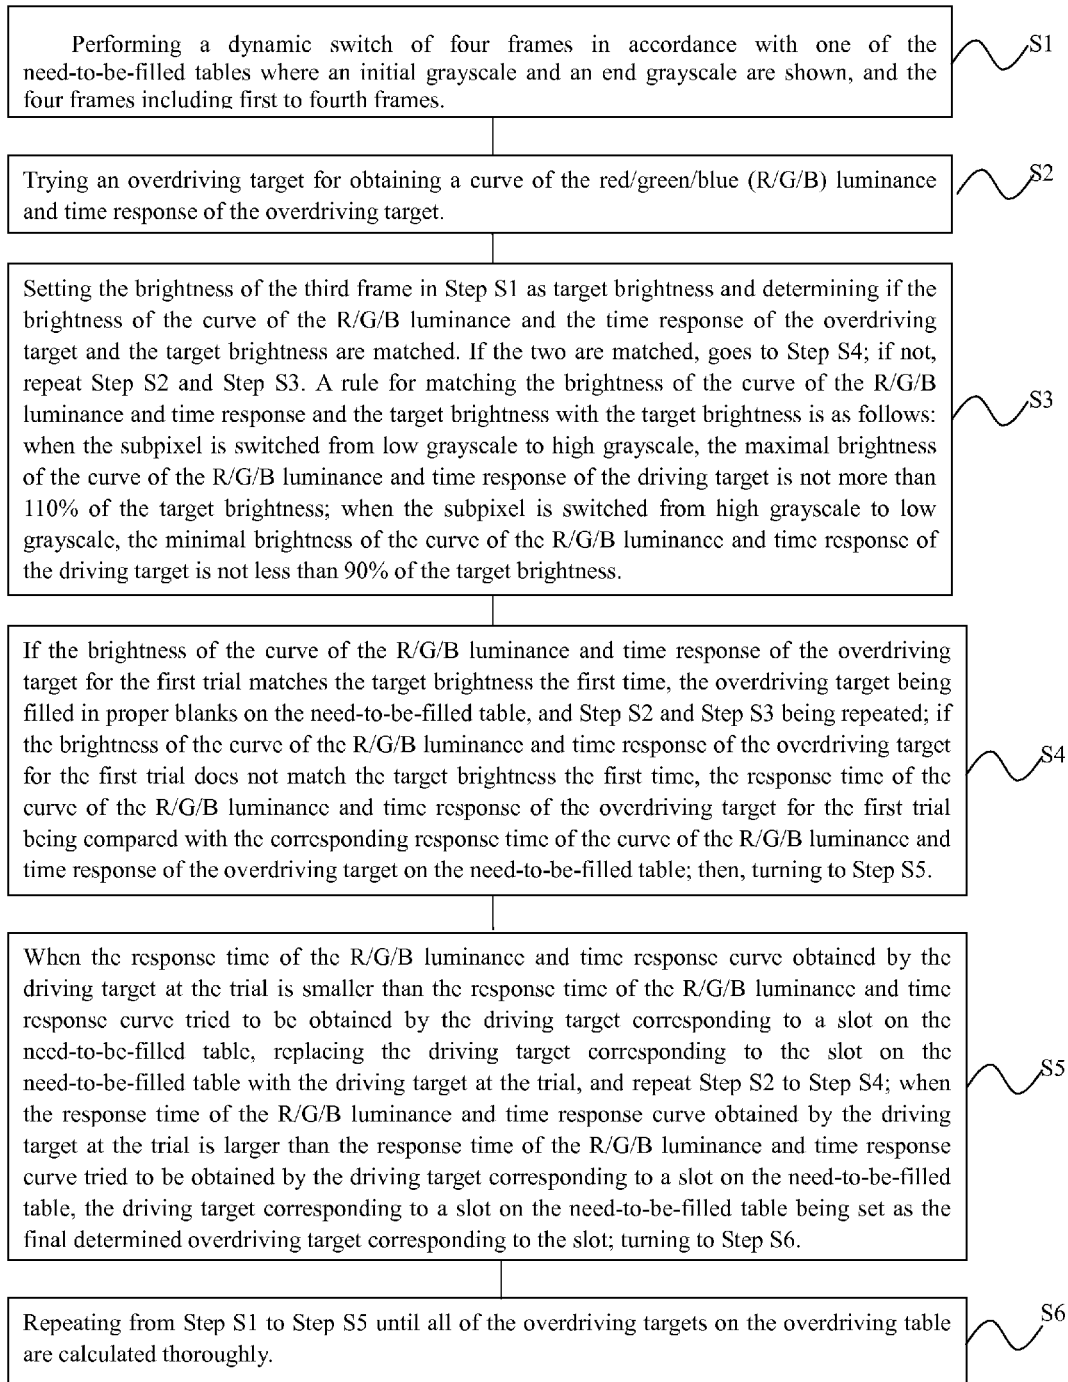 Performing a dynamic switch of four frames in accordance with one of the
need-to-be-filled tables where an initial grayscale and an end grayscale are shown, and the
four frames including first to fourth frames.
S1
Trying an overdriving target for obtaining a curve of the red/green/blue (R/G/B) luminance
and time response of the overdriving target.
S2
Setting the brightness of the third frame in Step S1 as target brightness and determining if the
brightness of the curve of the R/G/B luminance and the time response of the overdriving
target and the target brightness are matched. If the two are matched, goes to Step S4; if not,
repeat Step S2 and Step S3. A rule for matching the brightness of the curve of the R/G/B
luminance and time response and the target brightness with the target brightness is as follows:
when the subpixel is switched from low grayscale to high grayscale, the maximal brightness
of the curve of the R/G/B luminance and time response of the driving target is not more than
110% of the target brightness; when the subpixel is switched from high grayscale to low
grayscale, the minimal brightness of the curve of the R/G/B luminance and time response of
the driving target is not less than 90% of the target brightness.
S3
If the brightness of the curve of the R/G/B luminance and time response of the overdriving
target for the first trial matches the target brightness the first time, the overdriving target being
filled in proper blanks on the need-to-be-filled table, and Step S2 and Step S3 being repeated; if
the brightness of the curve of the R/G/B luminance and time response of the overdriving target
for the first trial does not match the target brightness the first time, the response time of the
curve of the R/G/B luminance and time response of the overdriving target for the first trial
being compared with the corresponding response time of the curve of the R/G/B luminance and
time response of the overdriving target on the need-to-be-filled table; then, turning to Step S5.
S4
When the response time of the R/G/B luminance and time response curve obtained by the
driving target at the trial is smaller than the response time of the R/G/B luminance and time
response curve tried to be obtained by the driving target corresponding to a slot on the
need-to-be-filled table, replacing the driving target corresponding to the slot on the
need-to-be-filled table with the driving target at the trial, and repeat Step S2 to Step S4; when
the response time of the R/G/B luminance and time response curve obtained by the driving
target at the trial is larger than the response time of the R/G/B luminance and time response
curve tried to be obtained by the driving target corresponding to a slot on the need-to-be-filled
table, the driving target corresponding to a slot on the need-to-be-filled table being set as the
final determined overdriving target corresponding to the slot; turning to Step S6.
S5
Repeating from Step S1 to Step S5 until all of the overdriving targets on the overdriving table
are calculated thoroughly.
S6